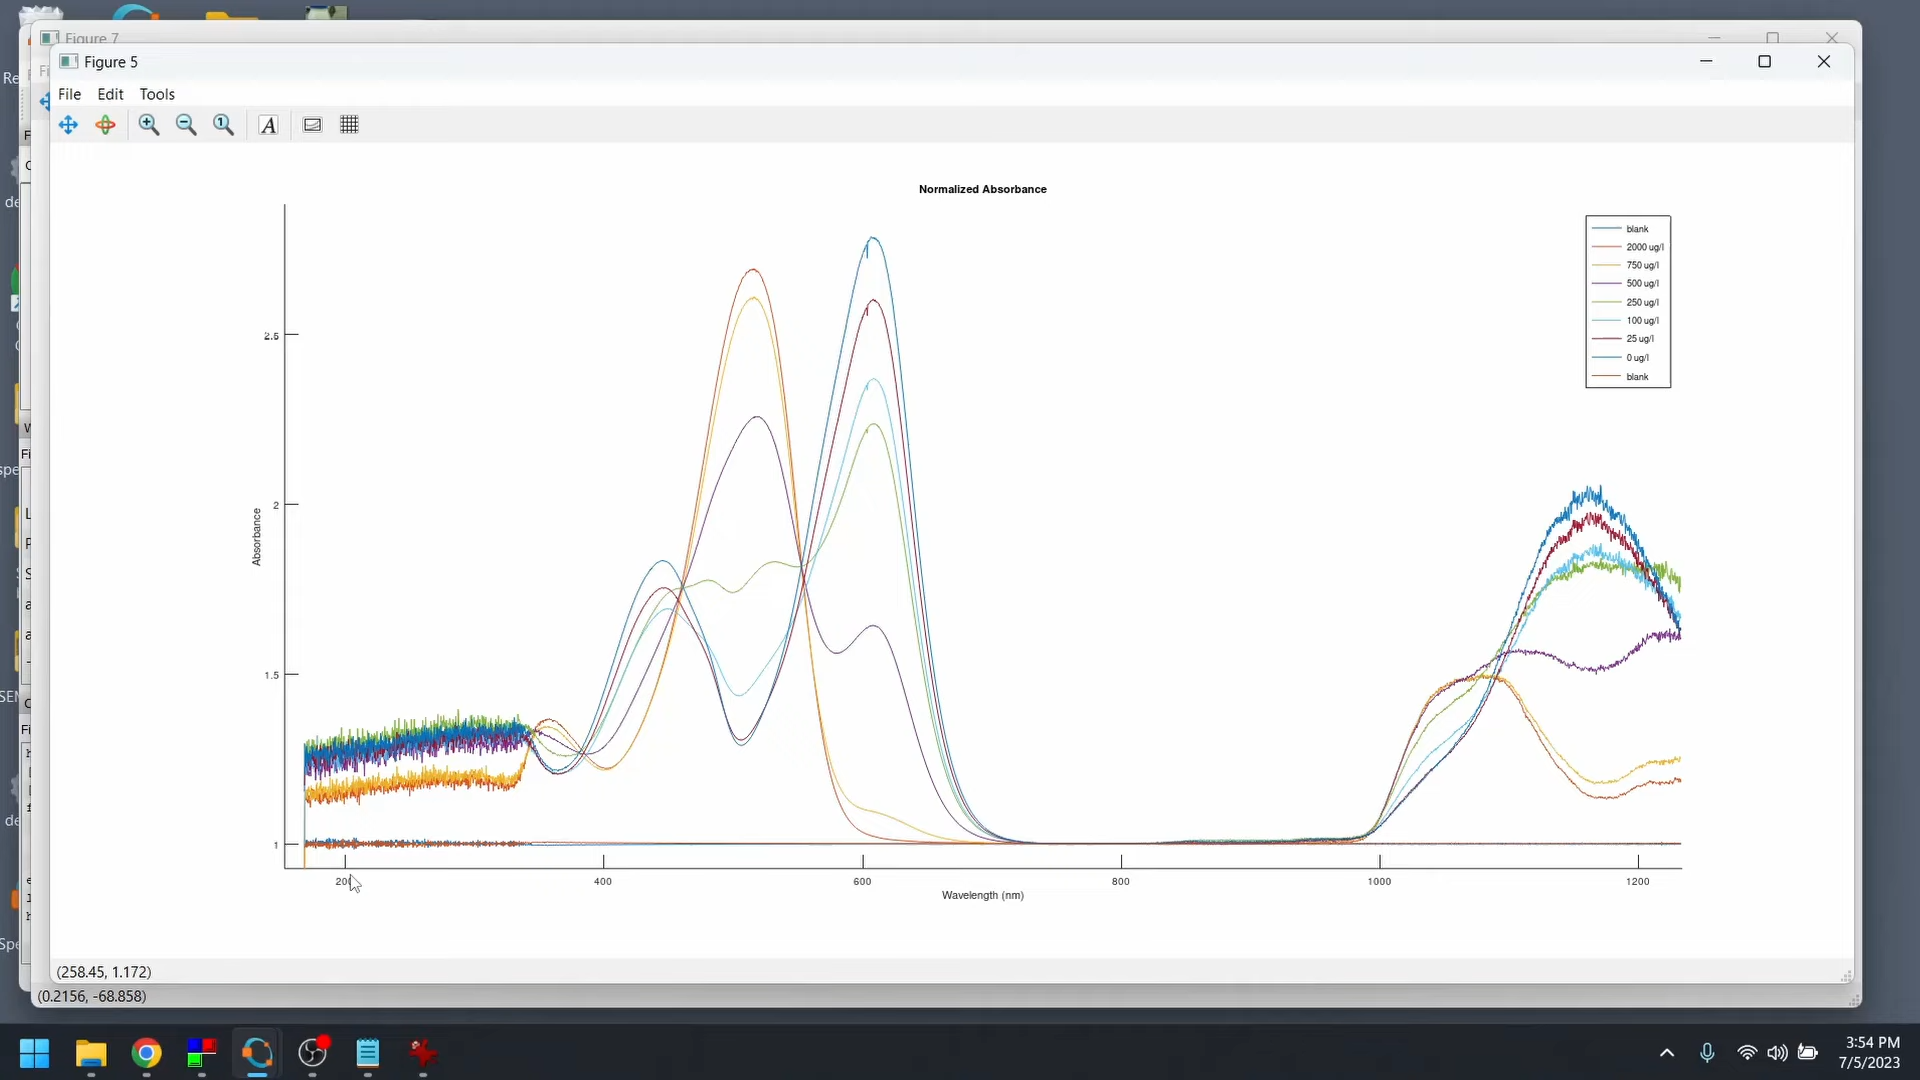 Figure 7
Figure 5
File Edit Tools
Normalized Absorbance
blank
2000 ug/l
750 ug/l
500 ug/l
250 ug/l
100 ug/l
25 ug/l
0 ug/l
blank
2.5
2
1.5
1
Absorbance
200 400 600 800 1000 1200
Wavelength (nm)
(258.45, 1.172)
(0.2156, -68.858)
3:54 PM
7/5/2023